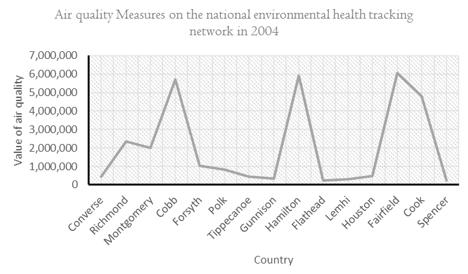 Air quality Measures on the national environmental health tracking
network in 2004
7,000,000
6,000,000
5,000,000
4,000,000
3,000,000
2,000,000
1,000,000
0
Value of air quality
Converse
Richmond
Montgomery
Cobb
Forsyth
Polk
Tippecanoe
Gunnison
Hamilton
Flathead
Lemhi
Houston
Fairfield
Cook
Spencer
Country